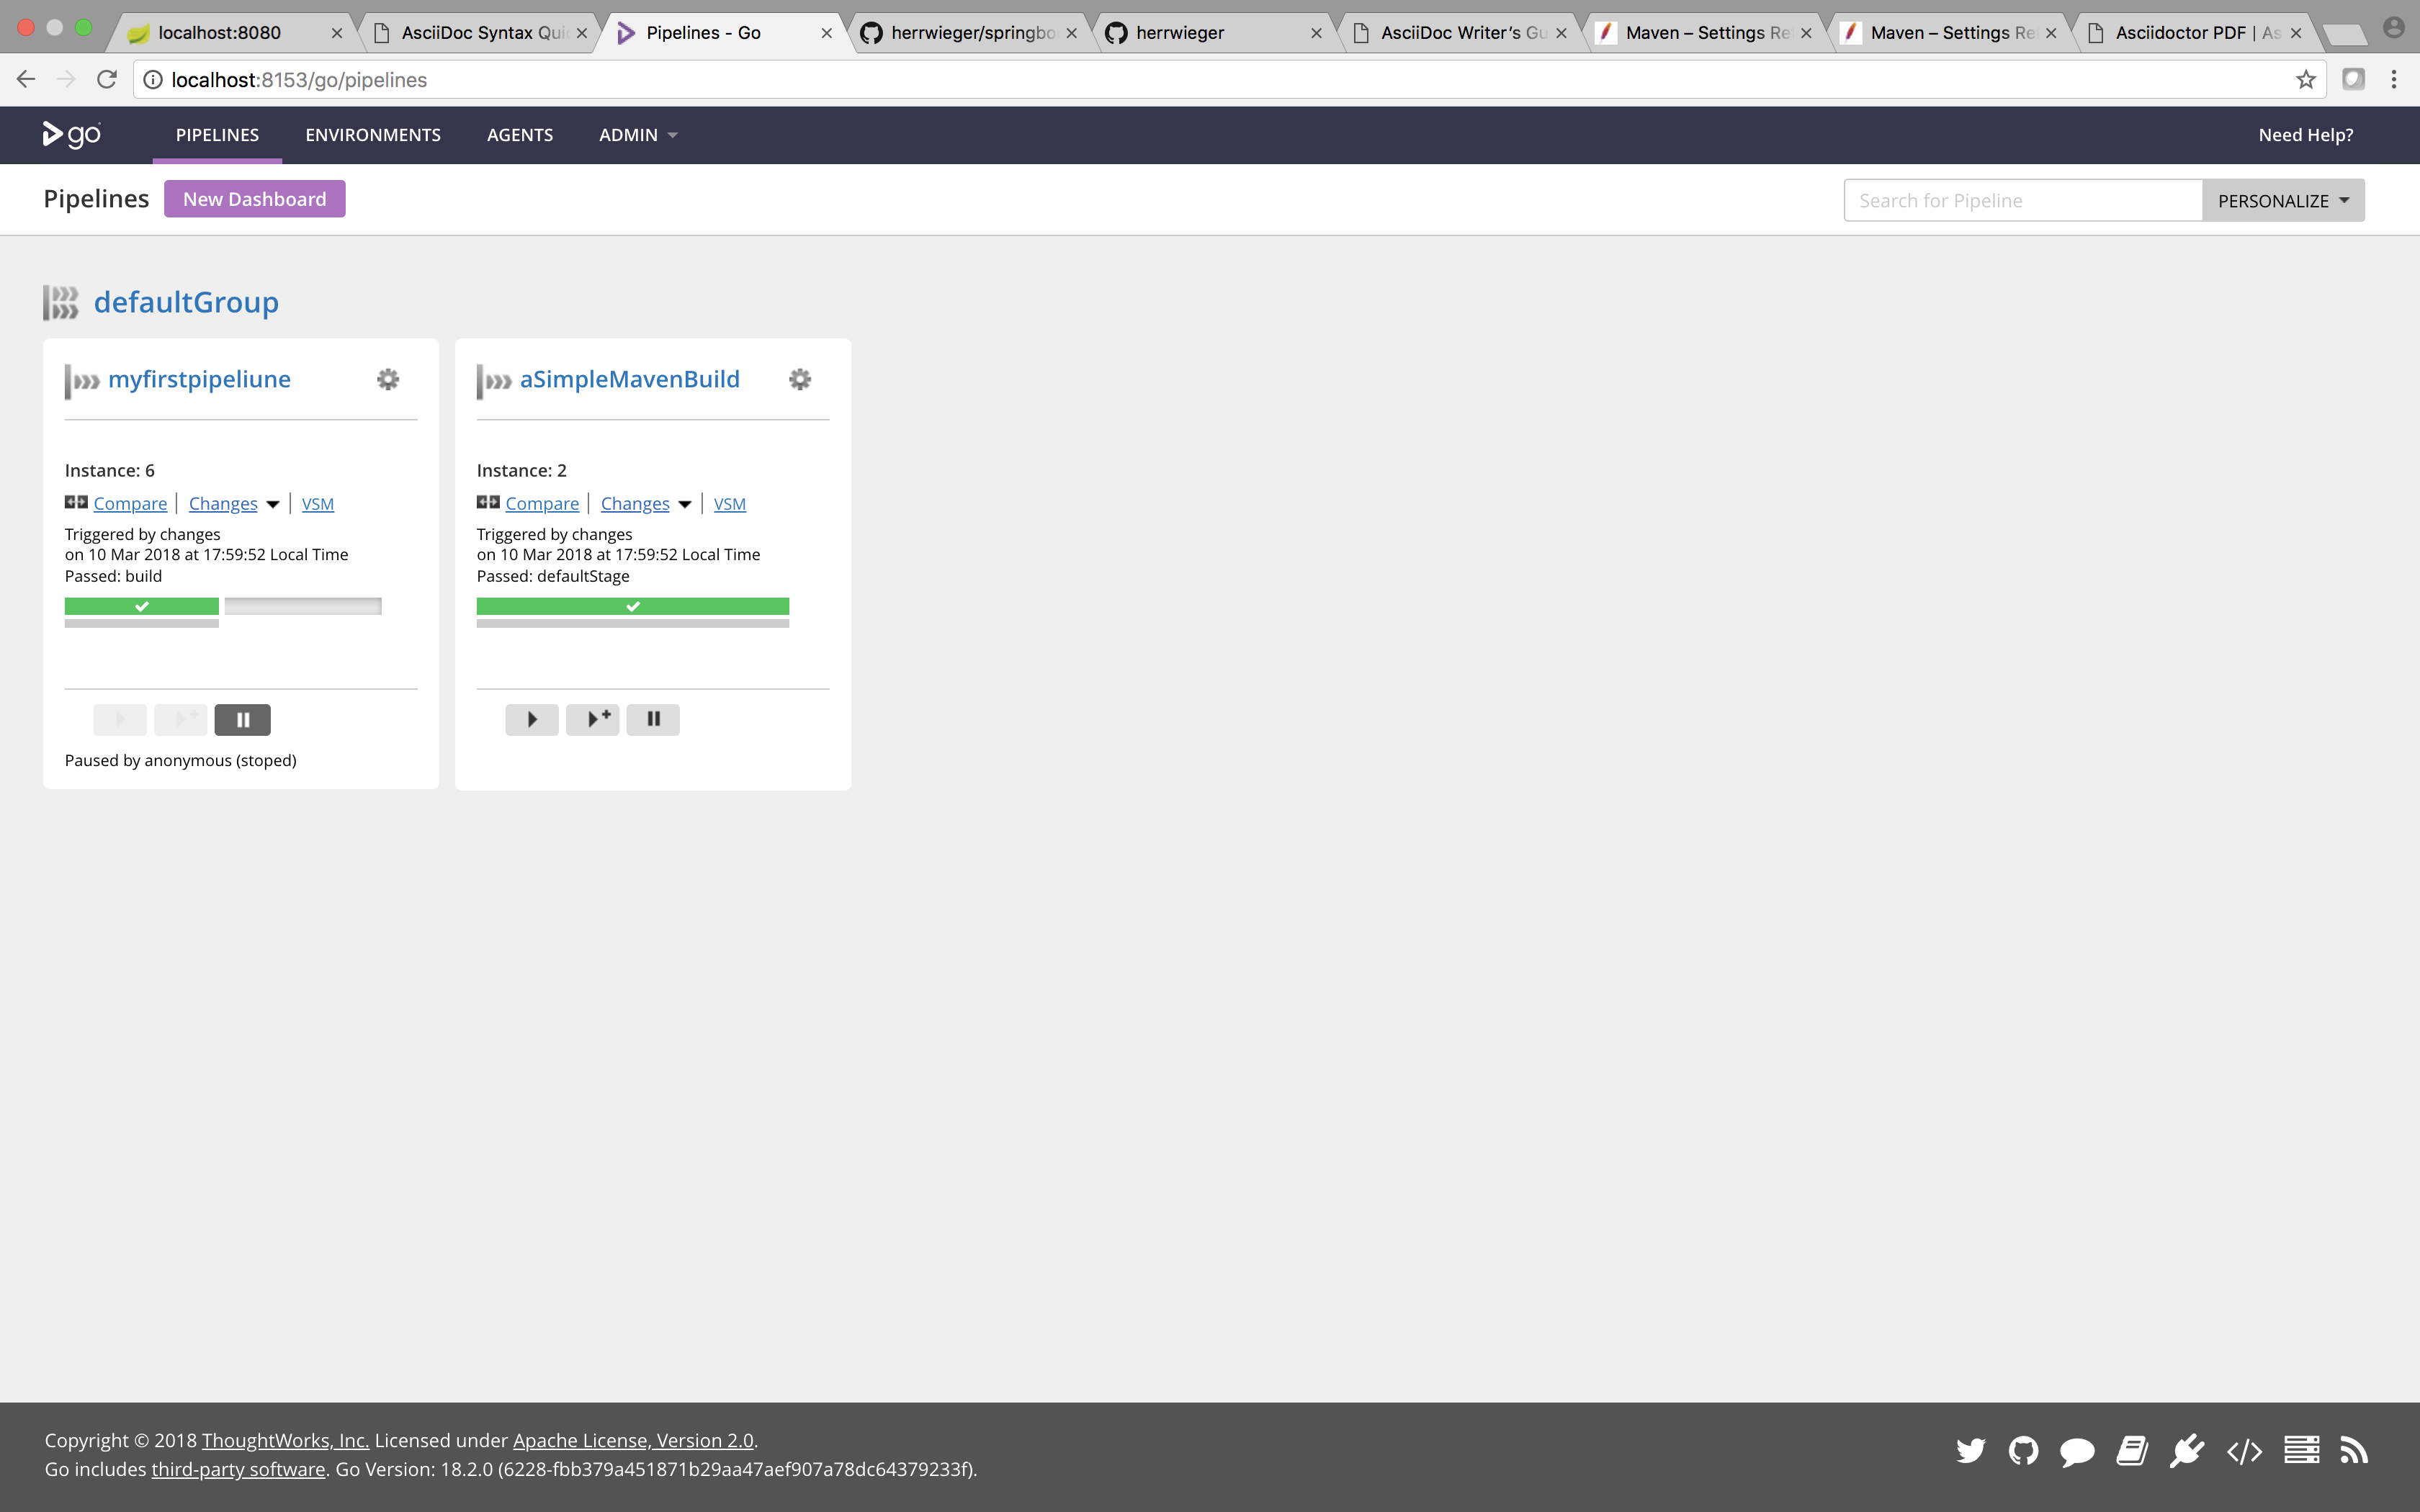 localhost:8080
AsciiDoc Syntax Qui
Pipelines - Go
herrwieger/springbo
herrwieger
AsciiDoc Writer’s Gu
Maven – Settings Re
Maven – Settings Re
Asciidoctor PDF | As
localhost:8153/go/pipelines
go
PIPELINES
ENVIRONMENTS
AGENTS
ADMIN
Need Help?
Pipelines
New Dashboard
Search for Pipeline
PERSONALIZE
defaultGroup
myfirstpipeliune
Instance: 6
Compare | Changes | VSM
Triggered by changes
on 10 Mar 2018 at 17:59:52 Local Time
Passed: build
Paused by anonymous (stoped)
aSimpleMavenBuild
Instance: 2
Compare | Changes | VSM
Triggered by changes
on 10 Mar 2018 at 17:59:52 Local Time
Passed: defaultStage
Copyright © 2018 ThoughtWorks, Inc. Licensed under Apache License, Version 2.0.
Go includes third-party software. Go Version: 18.2.0 (6228-fbb379a451871b29aa47aef907a78dc64379233f).